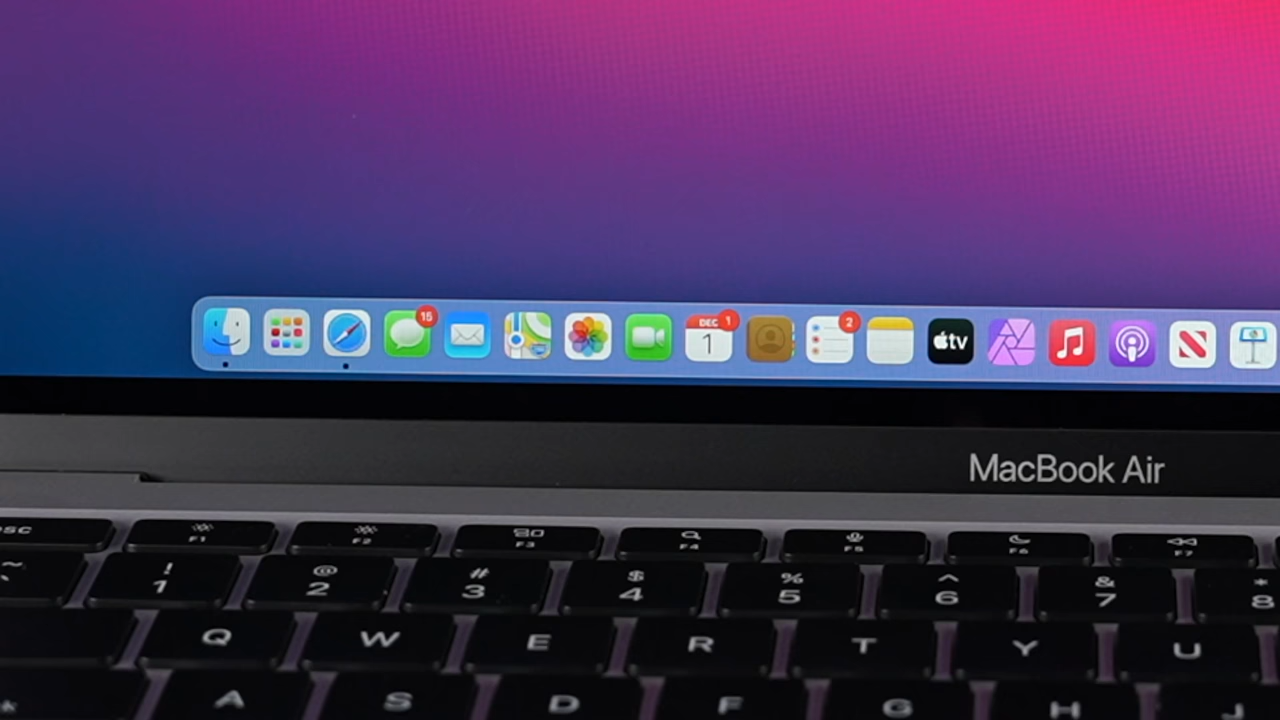 15
DEC 1
1
2
tv
MacBook Air
esc F1 F2 F3 F4 F5 F6 F7
~ ! @ # $ % ^ & *
` 1 2 3 4 5 6 7 8
Q W E R T Y U
A S D F G H J